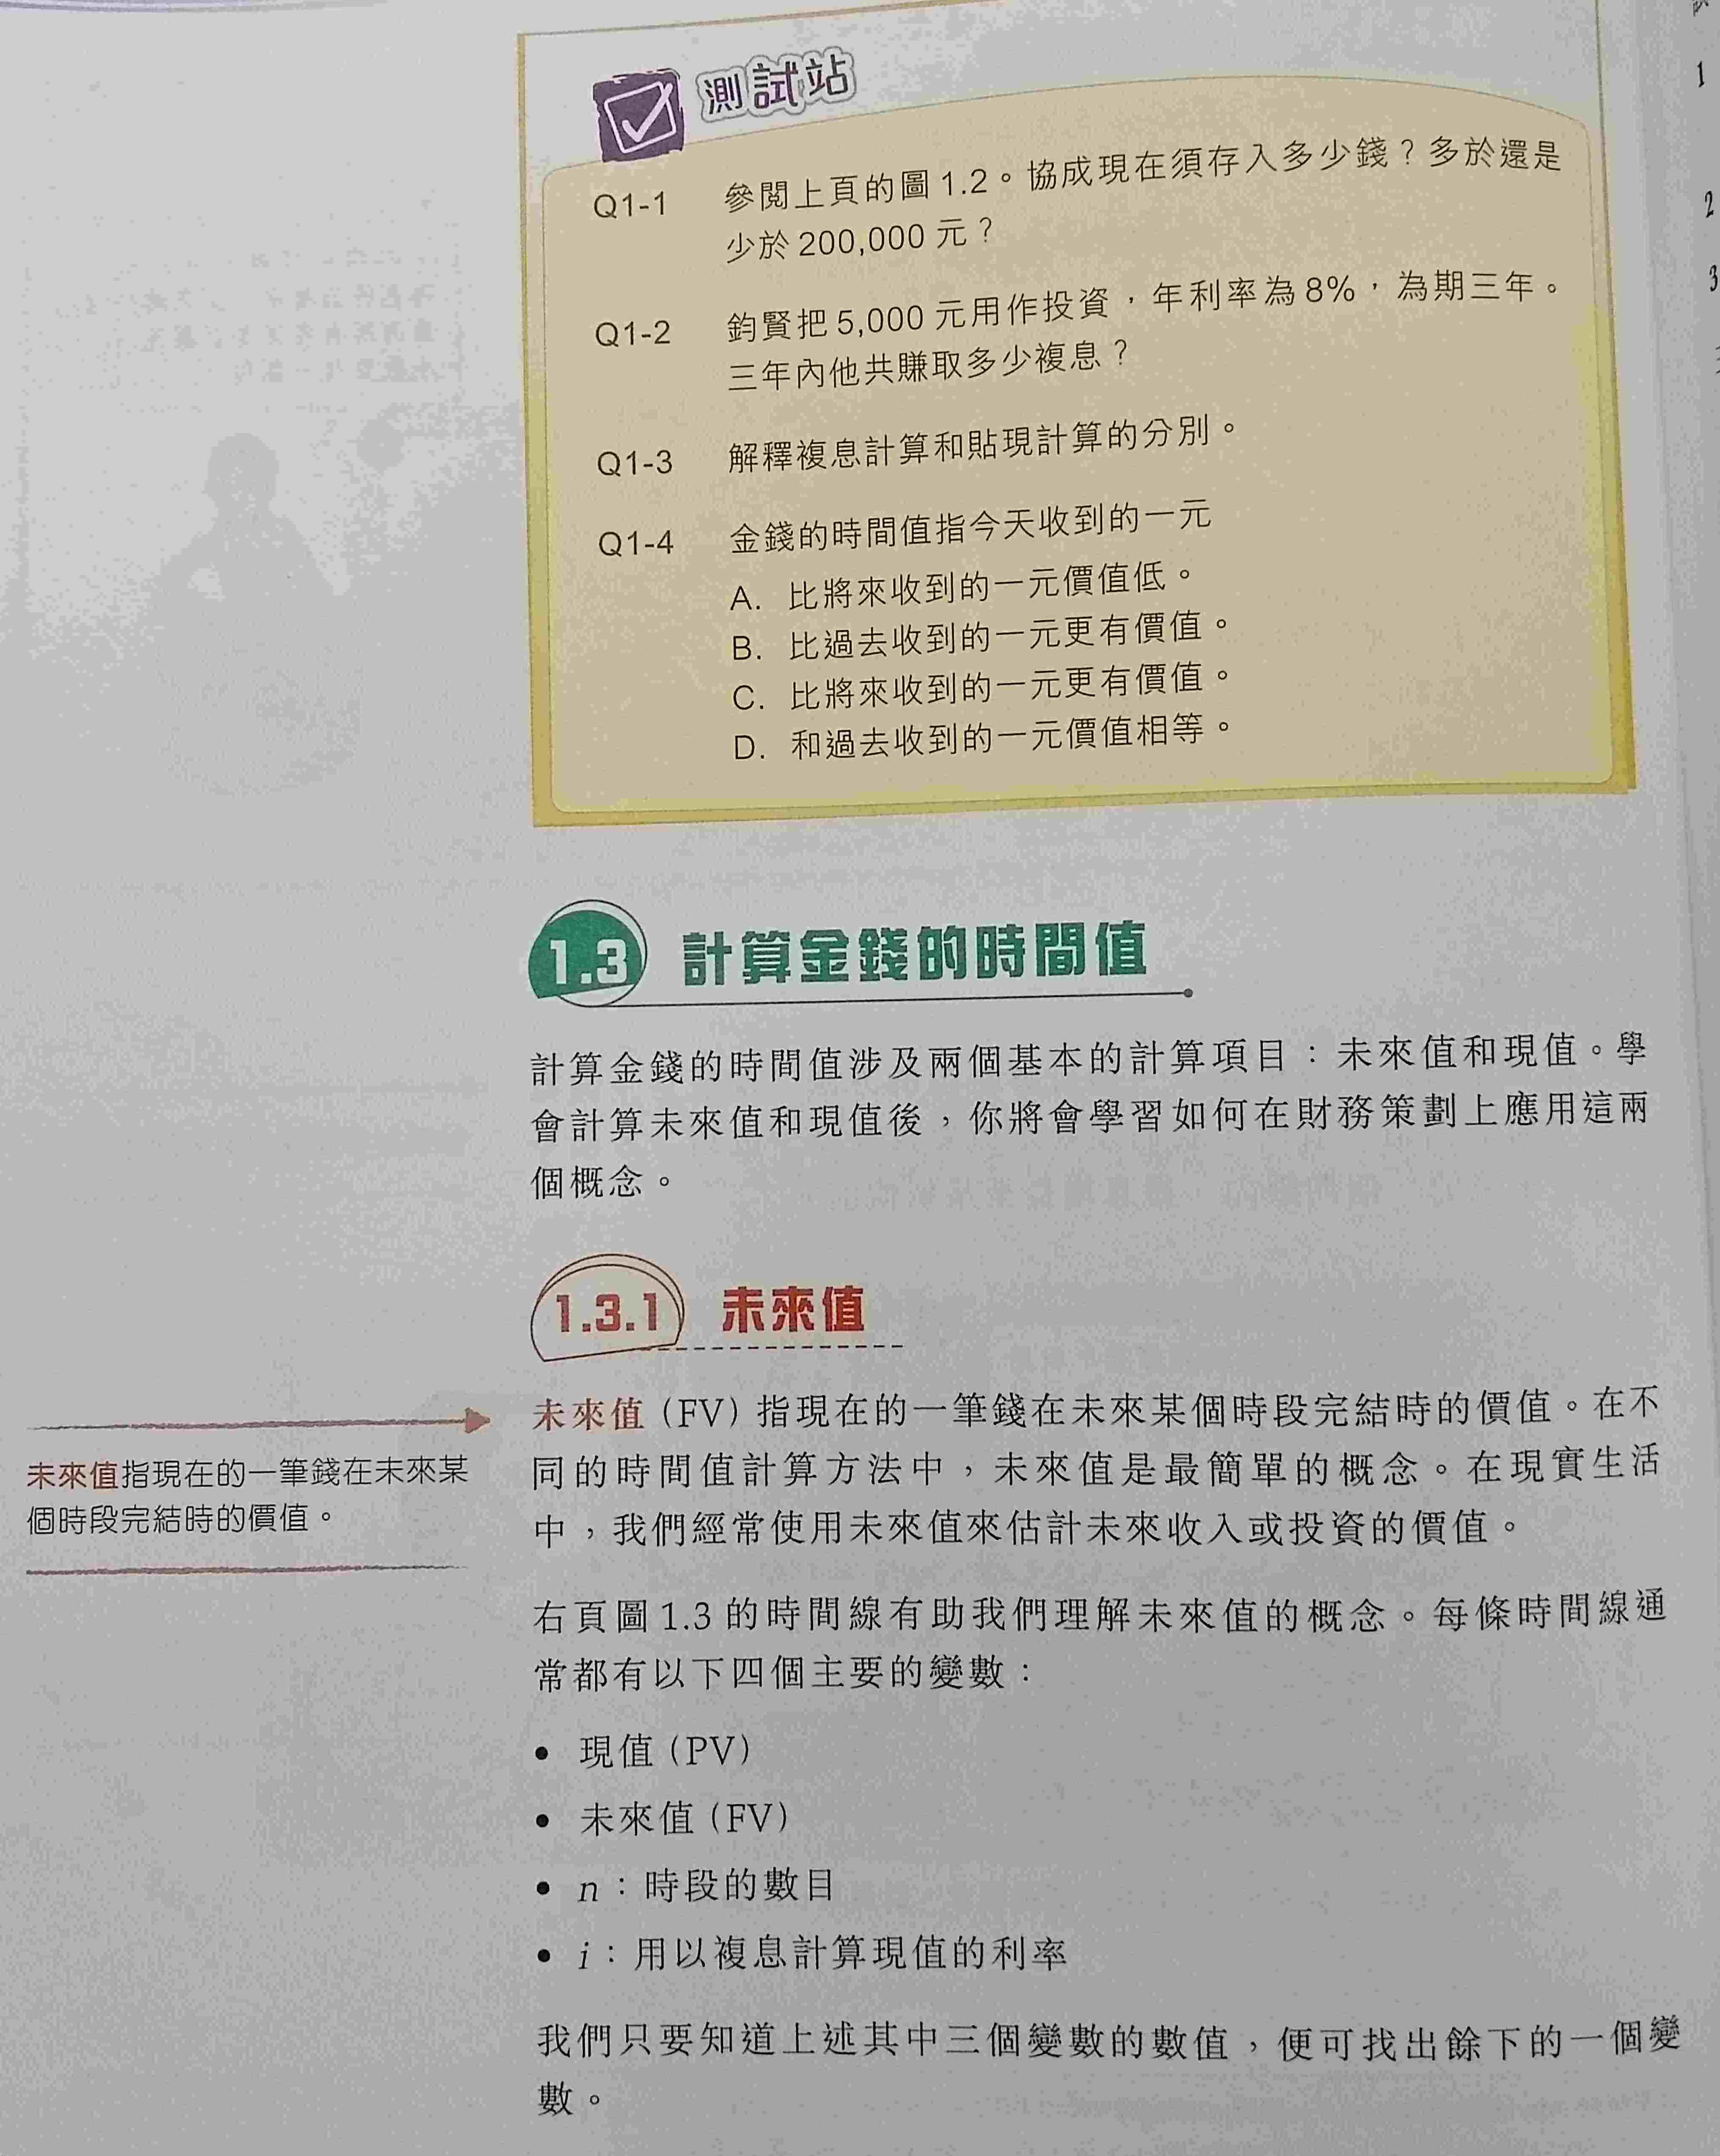 測試站
Q1-1 參閱上頁的圖 1.2。協成現在須存入多少錢?多於還是
少於 200,000 元?
Q1-2 鈞賢把 5,000 元用作投資,年利率為 8%,為期三年。
三年內他共賺取多少複息?
Q1-3 解釋複息計算和貼現計算的分別。
Q1-4 金錢的時間值指今天收到的一元
A. 比將來收到的一元價值低。
B. 比過去收到的一元更有價值。
C. 比將來收到的一元更有價值。
D. 和過去收到的一元價值相等。
1.3 計算金錢的時間值
計算金錢的時間值涉及兩個基本的計算項目:未來值和現值。學
會計算未來值和現值後,你將會學習如何在財務策劃上應用這兩
個概念。
1.3.1 未來值
未來值 (FV) 指現在的一筆錢在未來某個時段完結時的價值。在不
同的時間值計算方法中,未來值是最簡單的概念。在現實生活
中,我們經常使用未來值來估計未來收入或投資的價值。
未來值指現在的一筆錢在未來某
個時段完結時的價值。
右頁圖 1.3 的時間線有助我們理解未來值的概念。每條時間線通
常都有以下四個主要的變數:
• 現值 (PV)
• 未來值 (FV)
• n:時段的數目
• i:用以複息計算現值的利率
我們只要知道上述其中三個變數的數值,便可找出餘下的一個變
數。
1
2
3